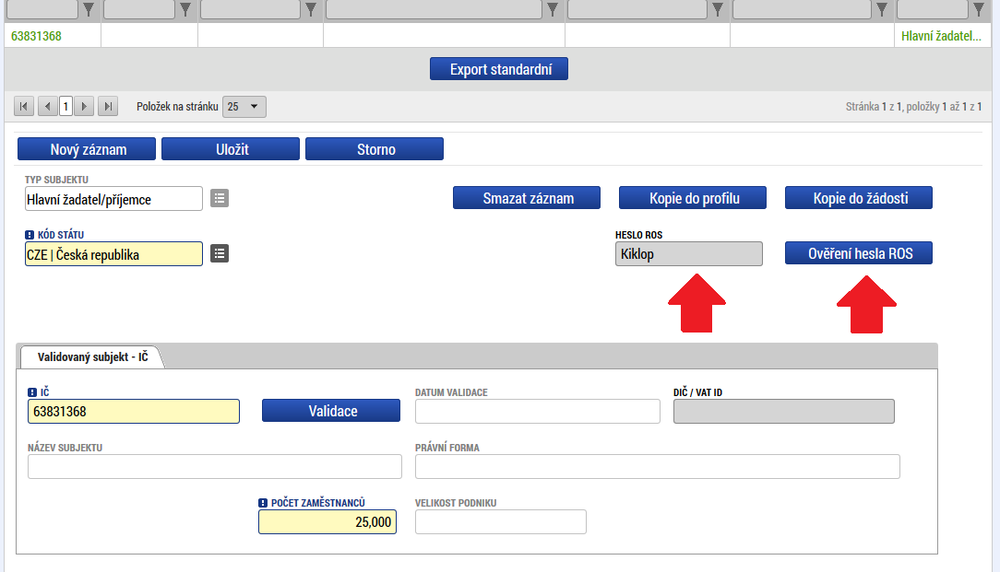 63831368 Hlavní žadatel...
Export standardní
1 Položek na stránku 25 Stránka 1 z 1, položky 1 až 1 z 1
Nový záznam Uložit Storno
TYP SUBJEKTU
Hlavní žadatel/příjemce Smazat záznam Kopie do profilu Kopie do žádosti
KÓD STÁTU HESLO ROS
CZE | Česká republika Kiklop Ověření hesla ROS
Validovaný subjekt - IČ
IČ DATUM VALIDACE DIČ / VAT ID
63831368 Validace
NÁZEV SUBJEKTU PRÁVNÍ FORMA
POČET ZAMĚSTNANCŮ VELIKOST PODNIKU
25,000